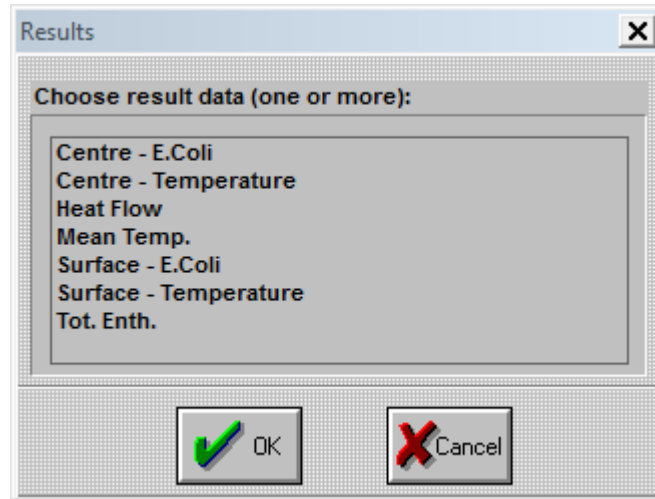 Results
Choose result data (one or more):
Centre - E.Coli
Centre - Temperature
Heat Flow
Mean Temp.
Surface - E.Coli
Surface - Temperature
Tot. Enth.
OK
Cancel